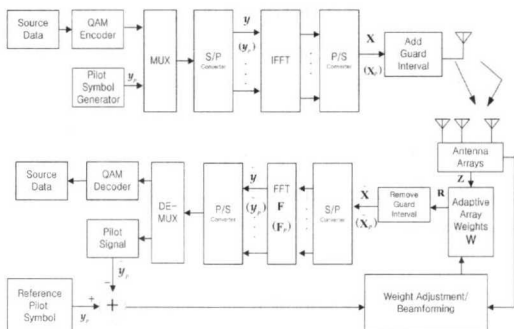 Source
Data
QAM
Encoder
Pilot
Symbol
Generator
y_p
MUX
S/P
Converter
y
(y_p)
IFFT
P/S
Converter
X
(X_p)
Add
Guard
Interval
Antenna
Arrays
Z
Adaptive
Array
Weights
W
R
Remove
Guard
Interval
X
(X_p)
S/P
Converter
FFT
F
(F_p)
y
(y_p)
P/S
Converter
DE-
MUX
QAM
Decoder
Source
Data
Pilot
Signal
y_p
−
Reference
Pilot
Symbol
y_p
+
+
Weight Adjustment/
Beamforming